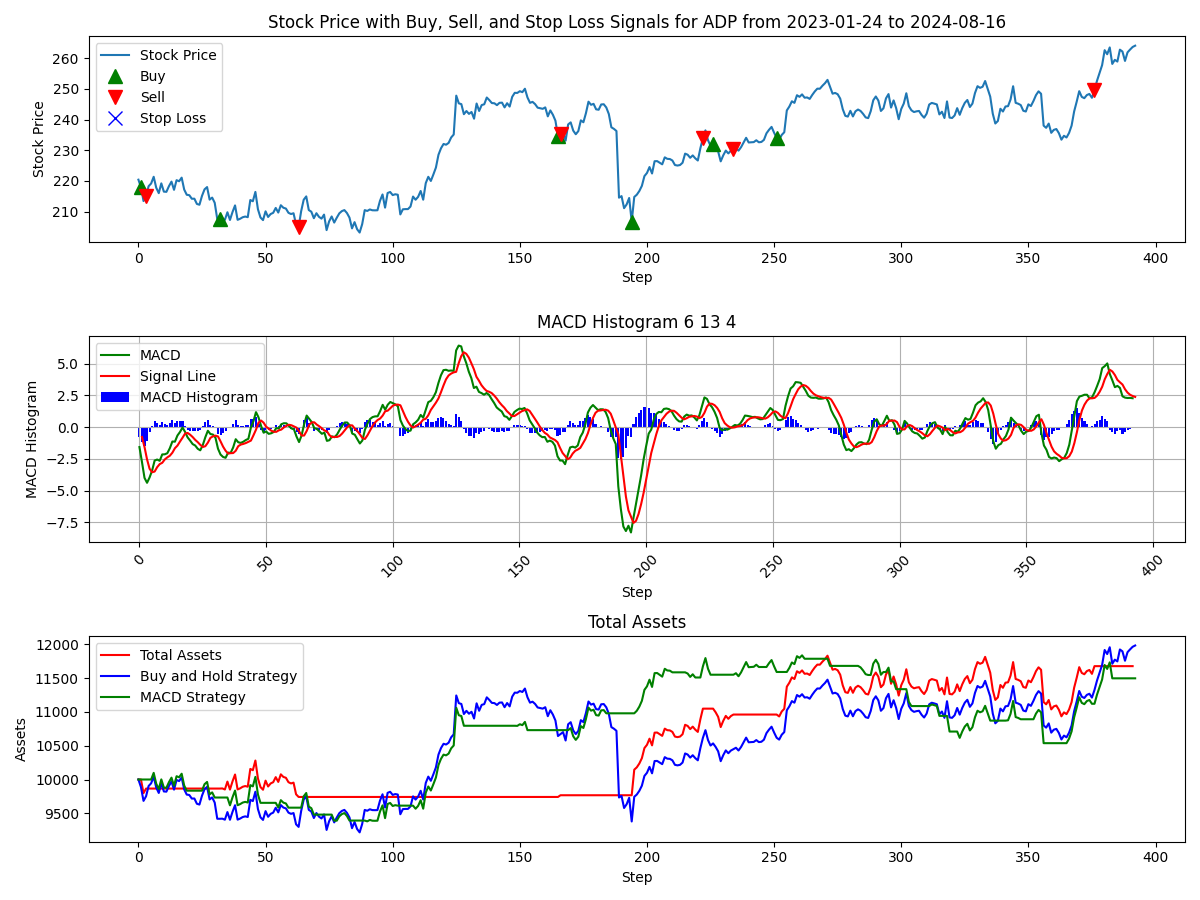 Stock Price with Buy, Sell, and Stop Loss Signals for ADP from 2023-01-24 to 2024-08-16
Stock Price
260
250
240
230
220
210
Stock Price
Buy
Sell
Stop Loss
0 50 100 150 200 250 300 350 400
Step
MACD Histogram 6 13 4
MACD Histogram
5.0
2.5
0.0
−2.5
−5.0
−7.5
MACD
Signal Line
MACD Histogram
0 50 100 150 200 250 300 350 400
Step
Total Assets
Assets
12000
11500
11000
10500
10000
9500
Total Assets
Buy and Hold Strategy
MACD Strategy
0 50 100 150 200 250 300 350 400
Step